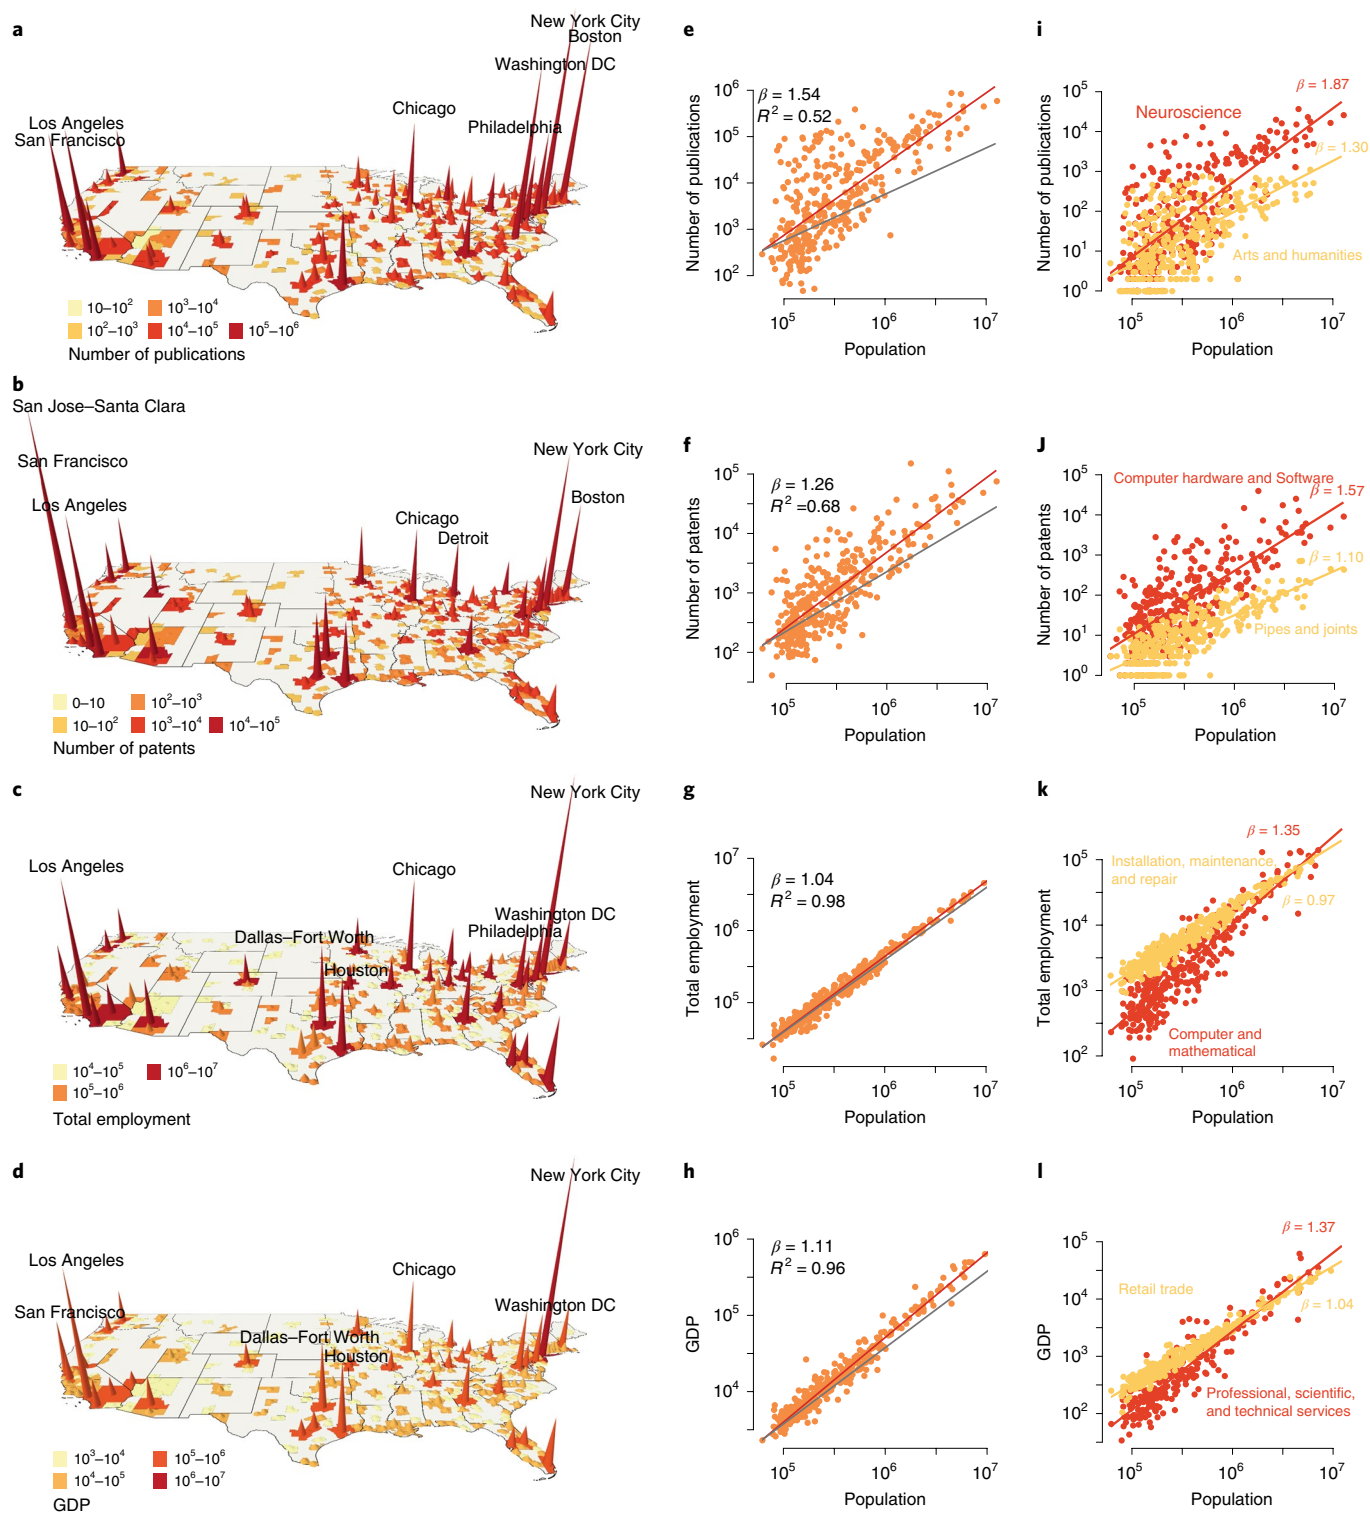 a
New York City
Boston
Washington DC
Chicago
Philadelphia
Los Angeles
San Francisco
10–10²
10³–10⁴
10²–10³
10⁴–10⁵
10⁵–10⁶
Number of publications
e
β = 1.54
R² = 0.52
Number of publications
10⁶
10⁵
10⁴
10³
10²
10⁵
10⁶
10⁷
Population
i
β = 1.87
Neuroscience
β = 1.30
Arts and humanities
Number of publications
10⁵
10⁴
10³
10²
10¹
10⁰
10⁵
10⁶
10⁷
Population
b
San Jose–Santa Clara
San Francisco
Los Angeles
New York City
Boston
Chicago
Detroit
0–10
10²–10³
10–10²
10³–10⁴
10⁴–10⁵
Number of patents
f
β = 1.26
R² =0.68
Number of patents
10⁵
10⁴
10³
10²
10⁵
10⁶
10⁷
Population
J
Computer hardware and Software
β = 1.57
β = 1.10
Pipes and joints
Number of patents
10⁵
10⁴
10³
10²
10¹
10⁰
10⁵
10⁶
10⁷
Population
c
New York City
Los Angeles
Chicago
Washington DC
Philadelphia
Dallas–Fort Worth
Houston
10⁴–10⁵
10⁶–10⁷
10⁵–10⁶
Total employment
g
β = 1.04
R² = 0.98
Total employment
10⁷
10⁶
10⁵
10⁵
10⁶
10⁷
Population
k
β = 1.35
Installation, maintenance,
and repair
β = 0.97
Computer and
mathematical
Total employment
10⁵
10⁴
10³
10²
10⁵
10⁶
10⁷
Population
d
New York City
Los Angeles
San Francisco
Chicago
Washington DC
Dallas–Fort Worth
Houston
10³–10⁴
10⁵–10⁶
10⁴–10⁵
10⁶–10⁷
GDP
h
β = 1.11
R² = 0.96
GDP
10⁶
10⁵
10⁴
10⁵
10⁶
10⁷
Population
l
β = 1.37
Retail trade
β = 1.04
Professional, scientific,
and technical services
GDP
10⁵
10⁴
10³
10²
10⁵
10⁶
10⁷
Population